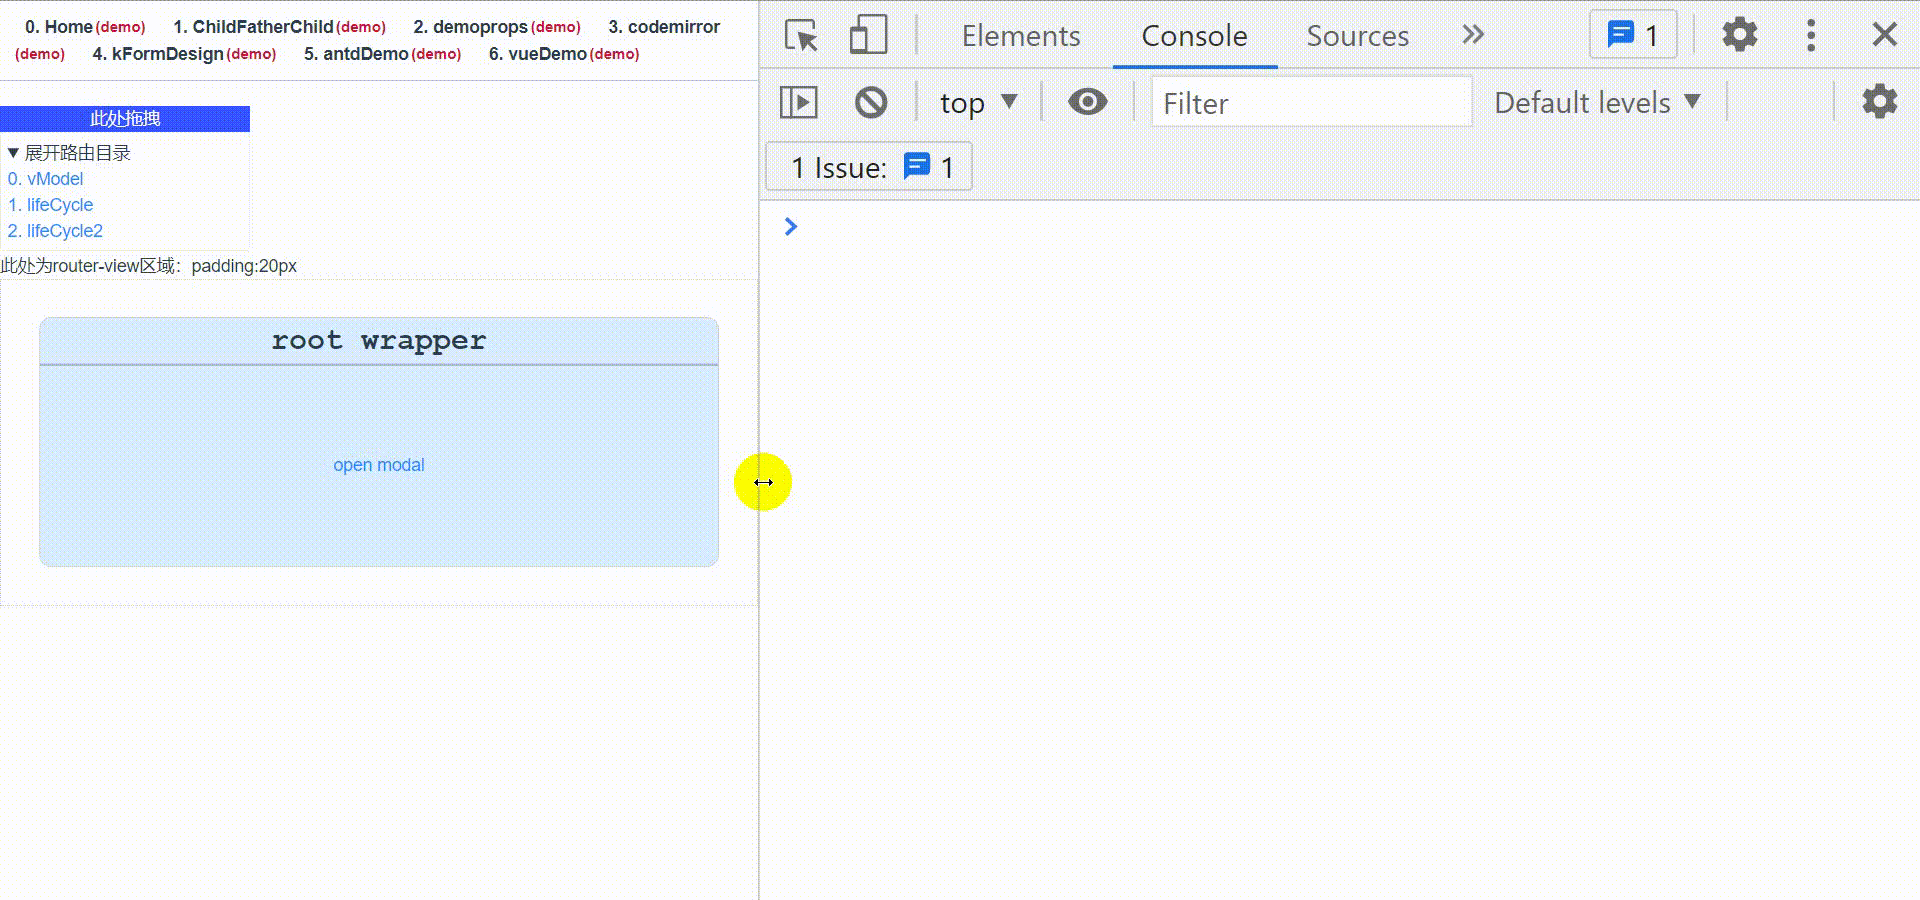 0. Home(demo) 1. ChildFatherChild(demo) 2. demoprops(demo) 3. codemirror
(demo) 4. kFormDesign(demo) 5. antdDemo(demo) 6. vueDemo(demo)
此处拖拽
▼ 展开路由目录
0. vModel
1. lifeCycle
2. lifeCycle2
此处为router-view区域：padding:20px
root wrapper
open modal
Elements Console Sources » 1
top ▼ Filter Default levels ▼
1 Issue: 1